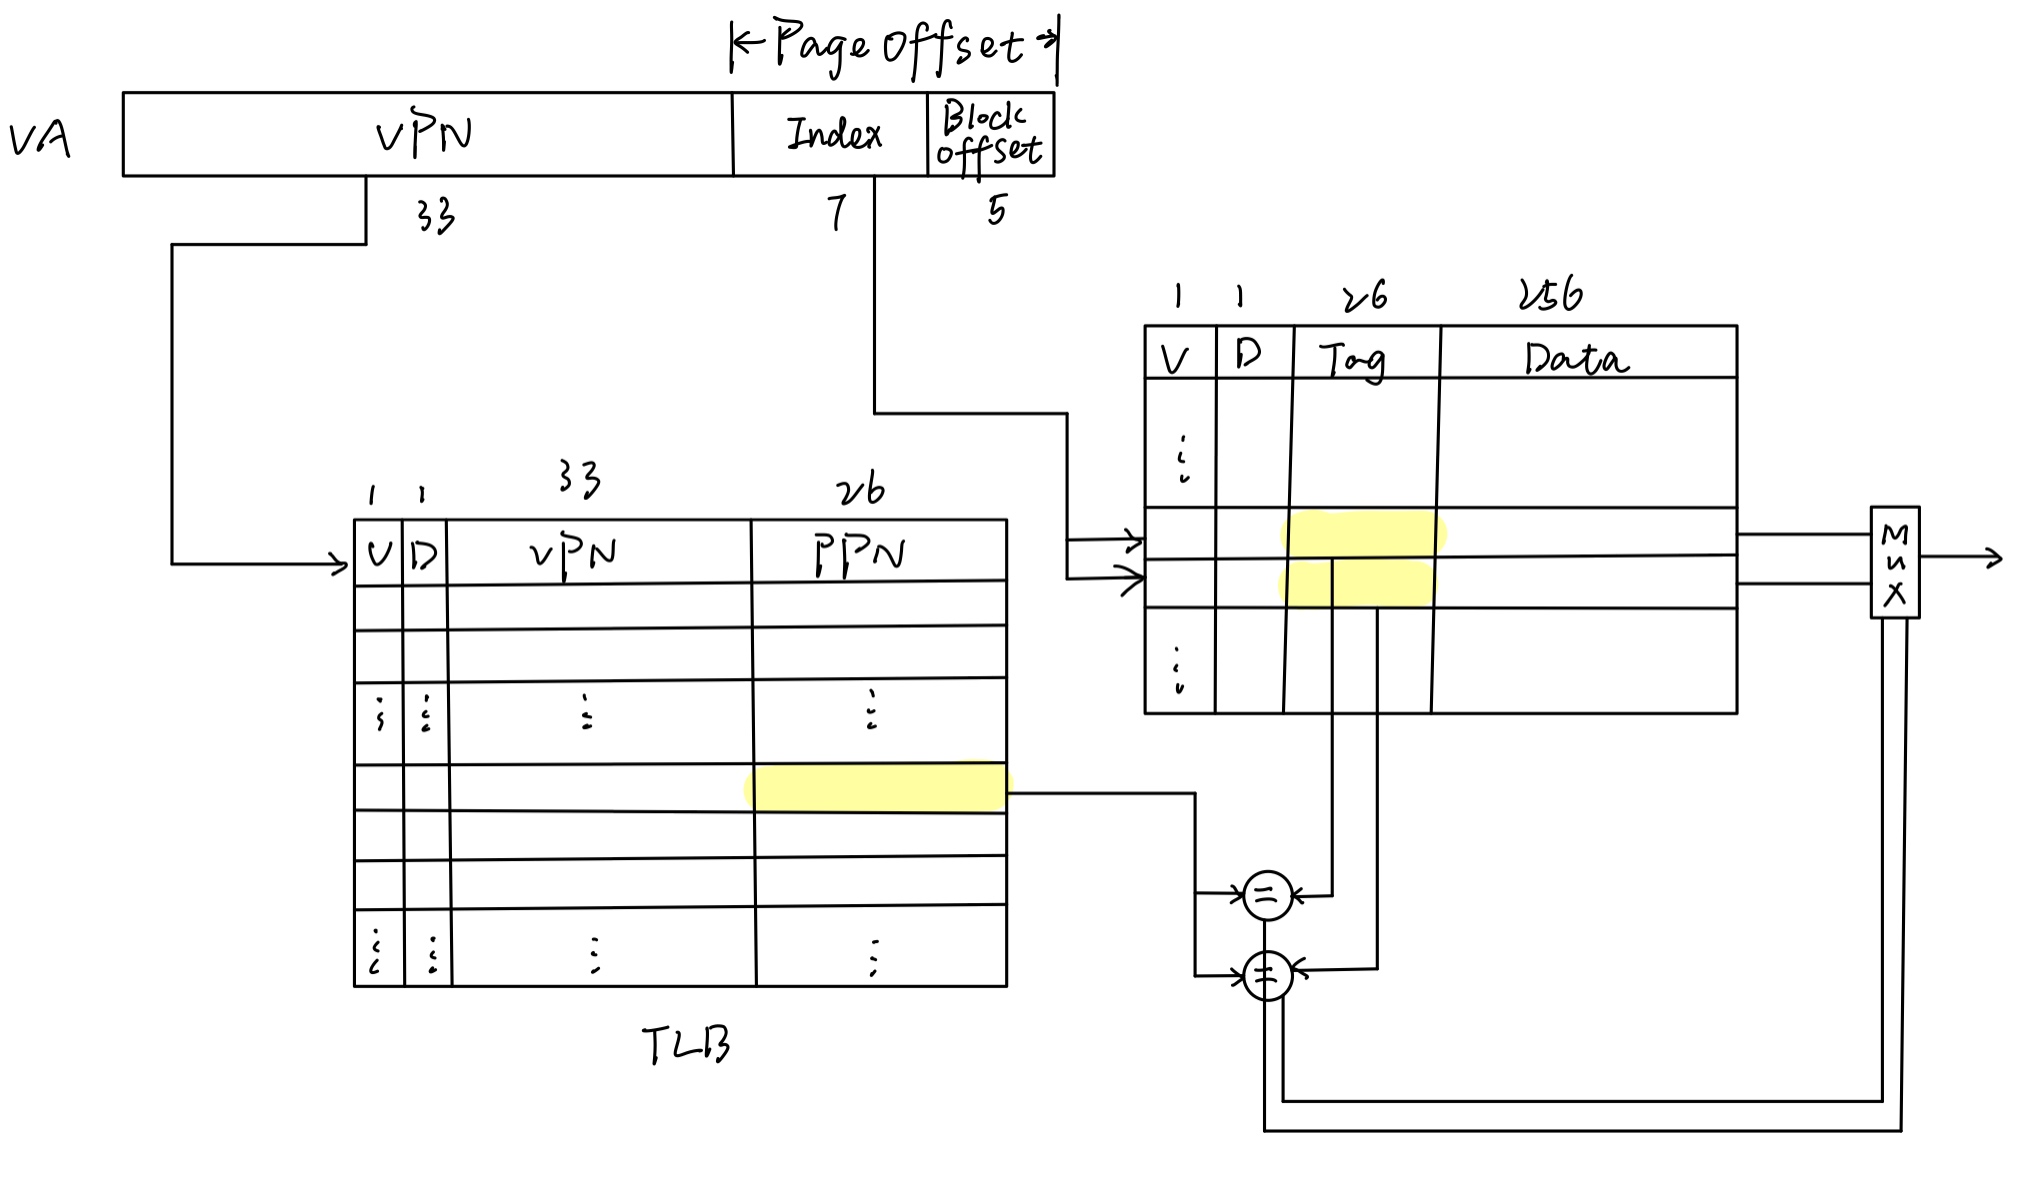 Page Offset
VA VPN Index Block offset
33 7 5
1 1 26 256
V D Tag Data
1 1 33 26
V D VPN PPN
Mux
=
=
TLB